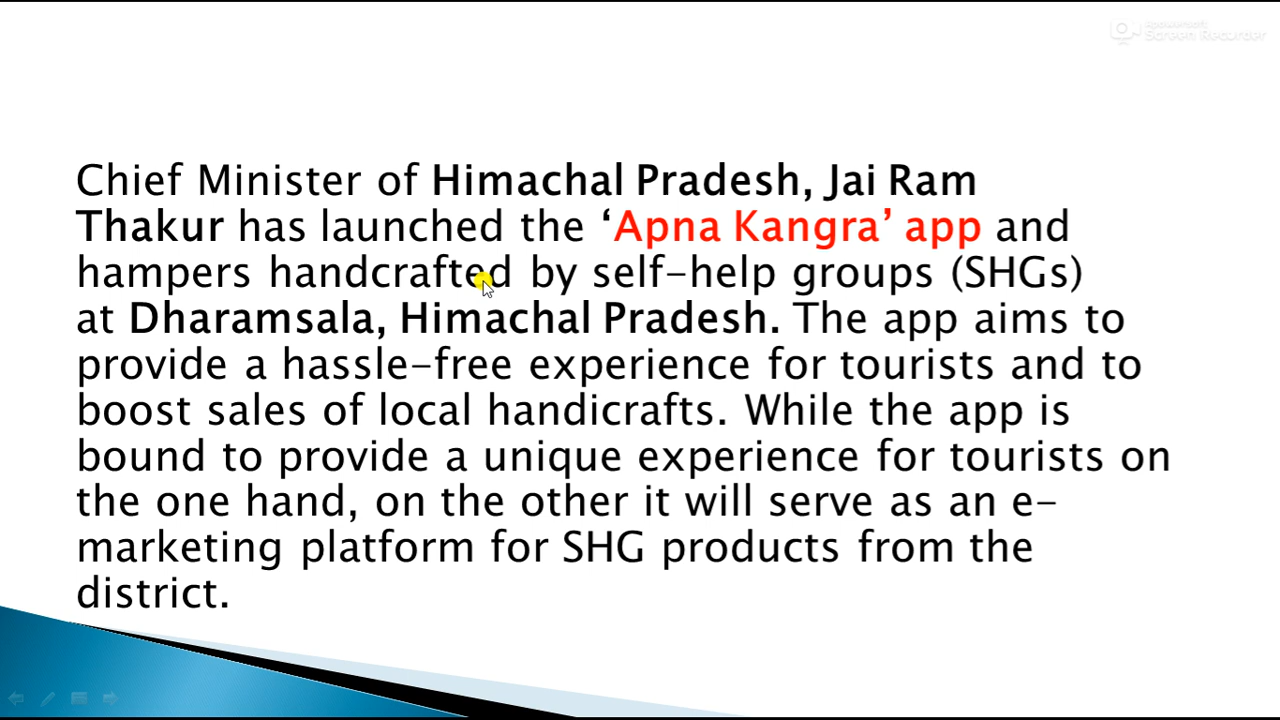 Apowersoft
Screen Recorder
Chief Minister of Himachal Pradesh, Jai Ram
Thakur has launched the ‘Apna Kangra’ app and
hampers handcrafted by self-help groups (SHGs)
at Dharamsala, Himachal Pradesh. The app aims to
provide a hassle-free experience for tourists and to
boost sales of local handicrafts. While the app is
bound to provide a unique experience for tourists on
the one hand, on the other it will serve as an e-
marketing platform for SHG products from the
district.